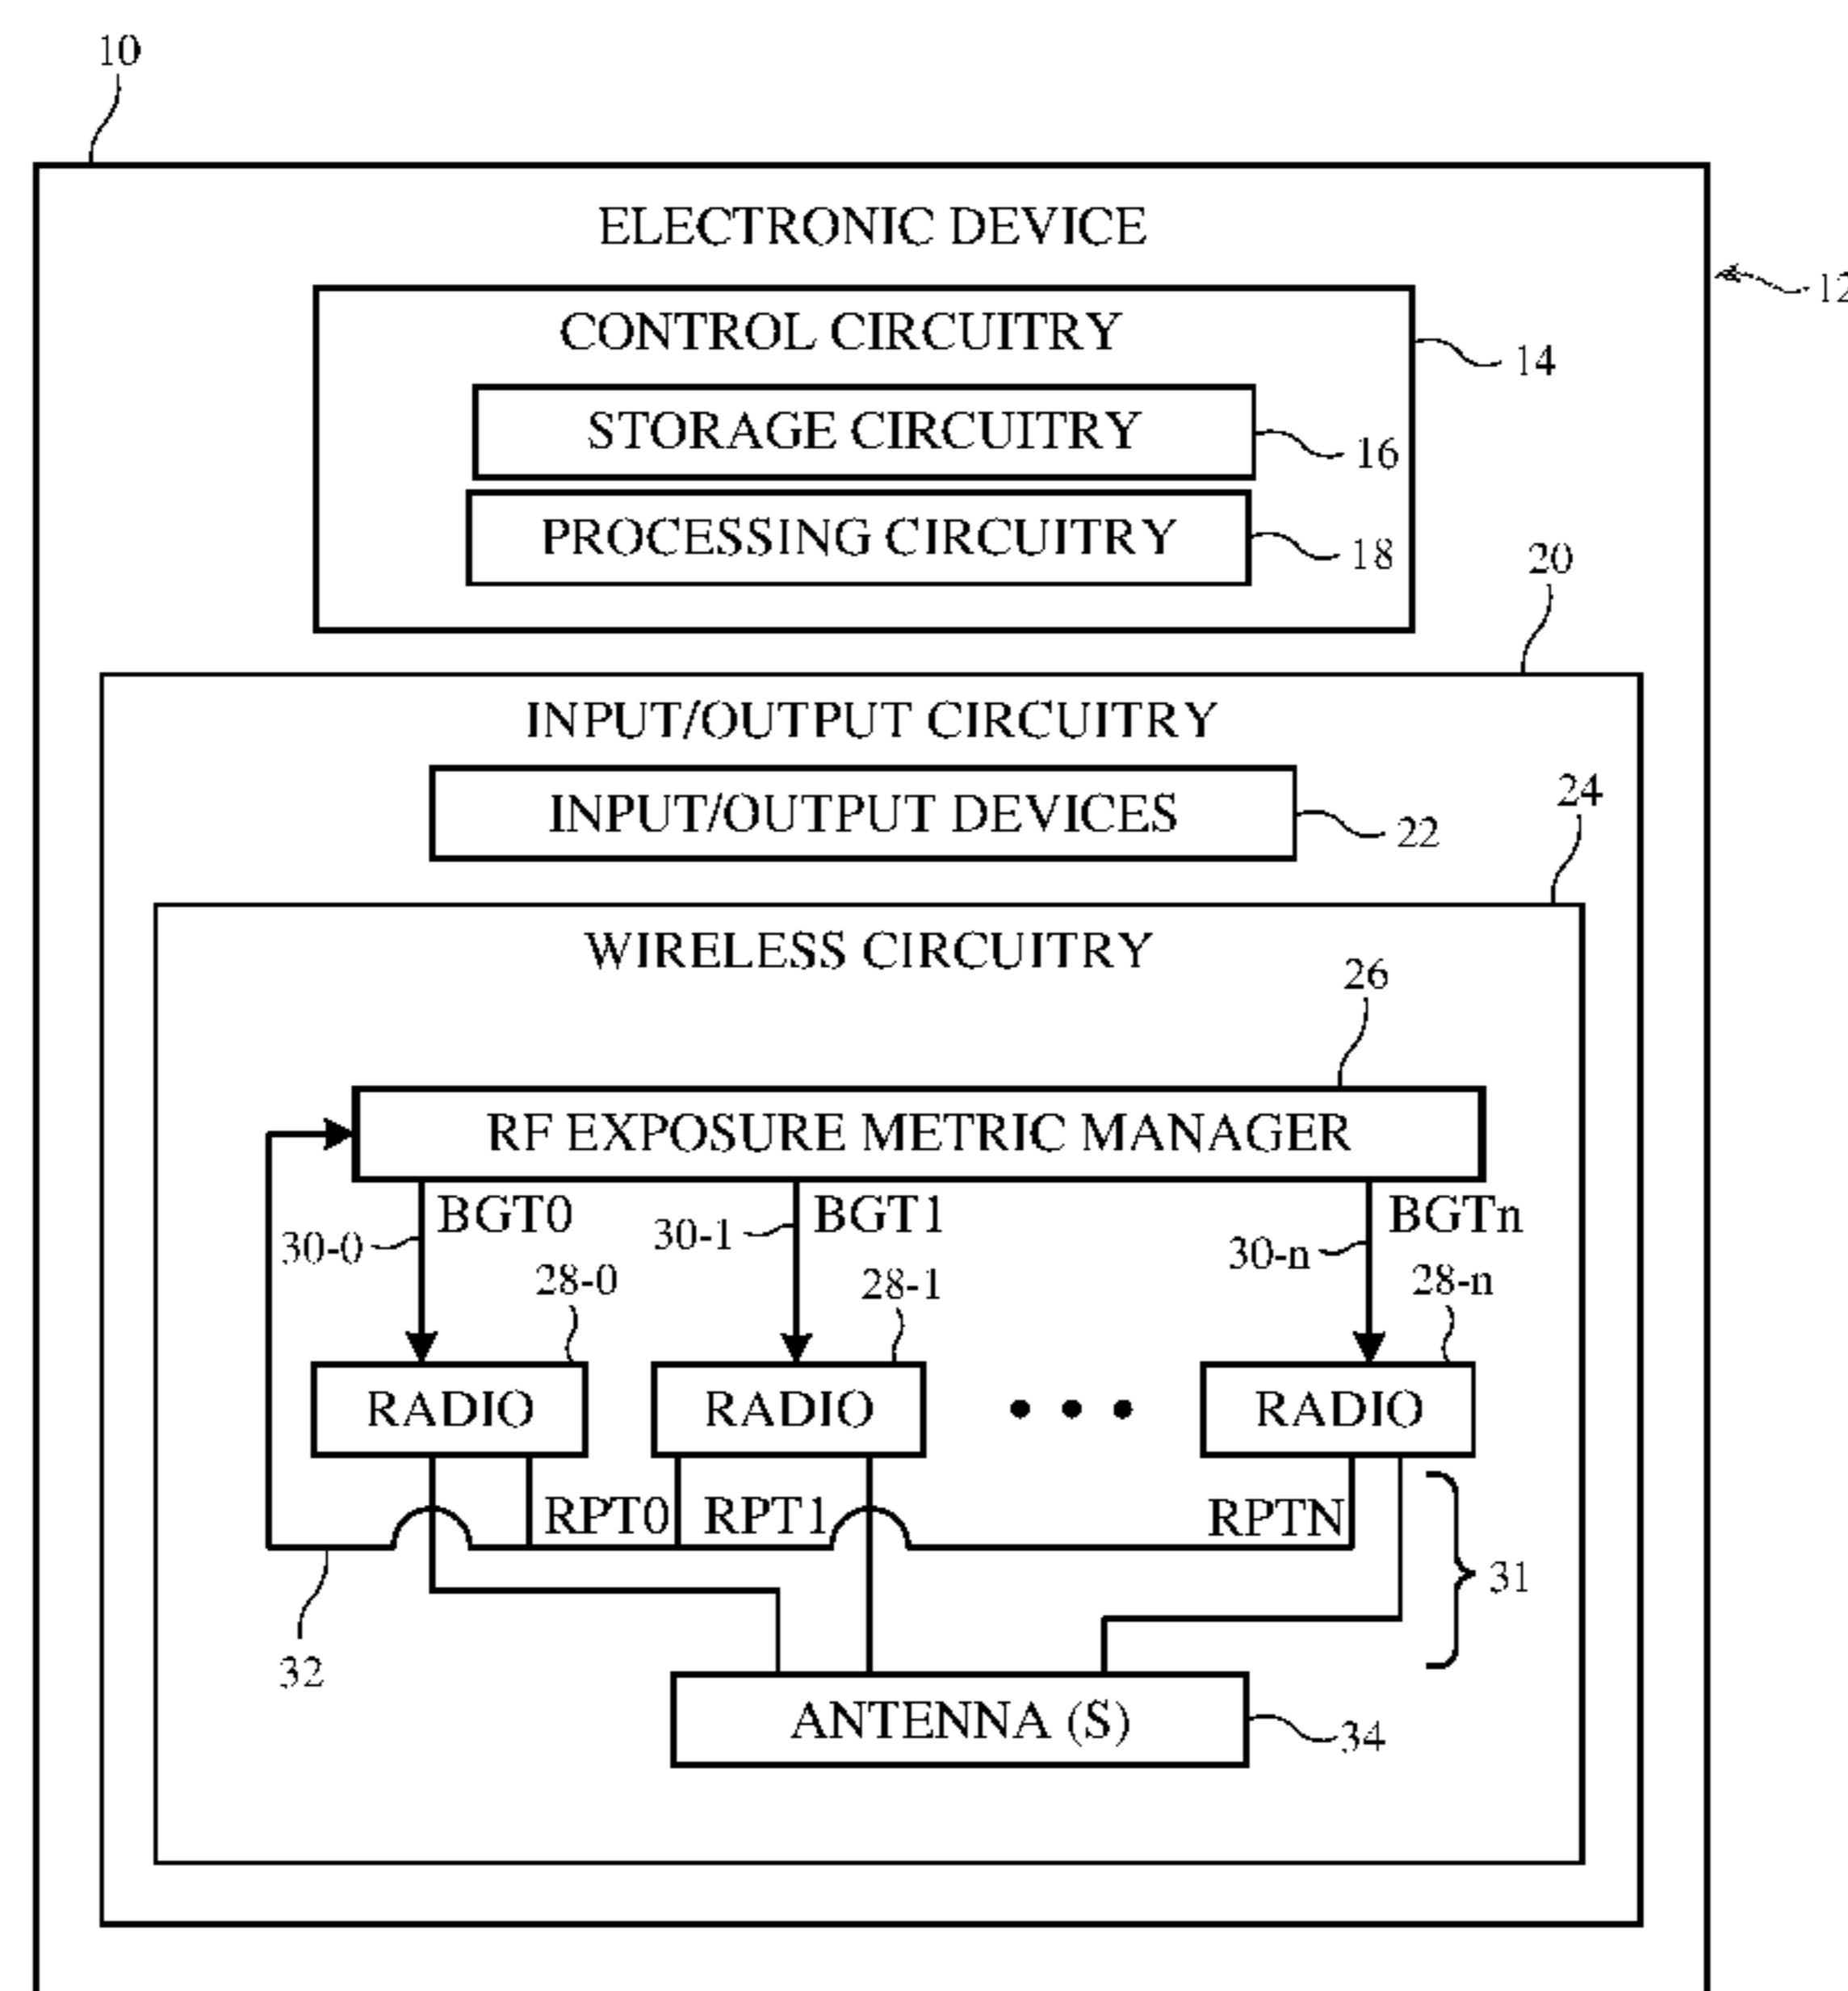 10
ELECTRONIC DEVICE
12
CONTROL CIRCUITRY
14
STORAGE CIRCUITRY
16
PROCESSING CIRCUITRY
18
20
INPUT/OUTPUT CIRCUITRY
24
INPUT/OUTPUT DEVICES
22
WIRELESS CIRCUITRY
26
RF EXPOSURE METRIC MANAGER
BGT0
BGT1
BGTn
30-0
30-1
30-n
28-0
28-1
28-n
RADIO
RADIO
RADIO
RPT0
RPT1
RPTN
31
32
ANTENNA (S)
34